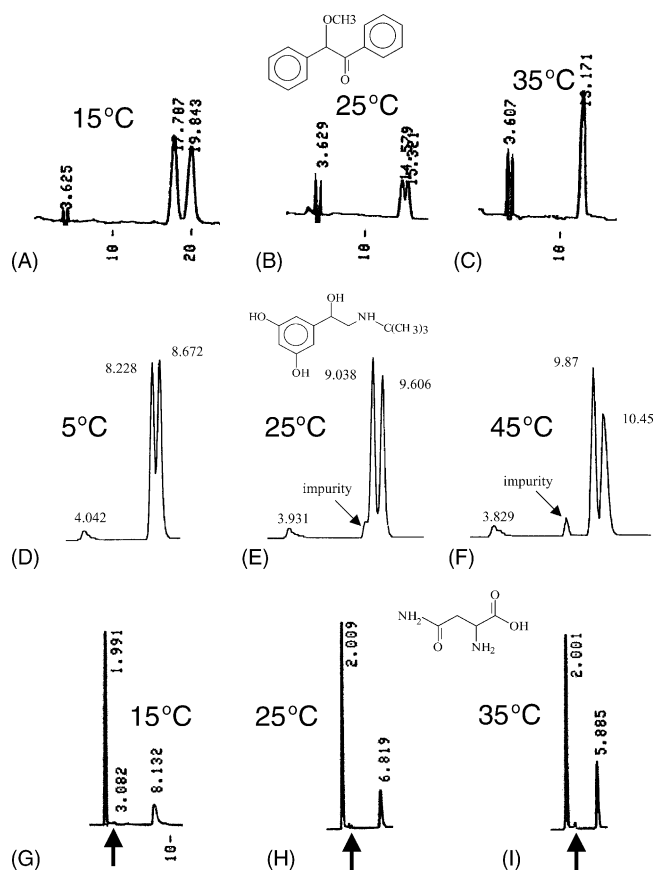 OCH3
O
15°C
25°C
35°C
3.625
17.787
19.843
3.629
14.579
15.321
3.607
13.171
10-
20-
10-
10-
(A)
(B)
(C)
OH
HO
NH
C(CH3)3
OH
8.228
8.672
9.038
9.606
9.87
10.45
5°C
25°C
45°C
impurity
impurity
4.042
3.931
3.829
(D)
(E)
(F)
O
NH2
OH
O
NH2
1.991
2.009
2.001
15°C
25°C
35°C
3.082
8.132
6.819
5.885
10-
(G)
(H)
(I)